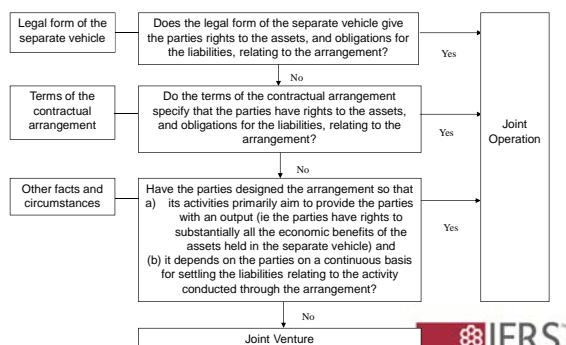 Legal form of the
separate vehicle
Does the legal form of the separate vehicle give
the parties rights to the assets, and obligations for
the liabilities, relating to the arrangement?
Yes
No
Terms of the
contractual
arrangement
Do the terms of the contractual arrangement
specify that the parties have rights to the assets,
and obligations for the liabilities, relating to the
arrangement?
Yes
Joint
Operation
No
Other facts and
circumstances
Have the parties designed the arrangement so that
a) its activities primarily aim to provide the parties
with an output (ie the parties have rights to
substantially all the economic benefits of the
assets held in the separate vehicle) and
(b) it depends on the parties on a continuous basis
for settling the liabilities relating to the activity
conducted through the arrangement?
Yes
No
Joint Venture
IFRS™